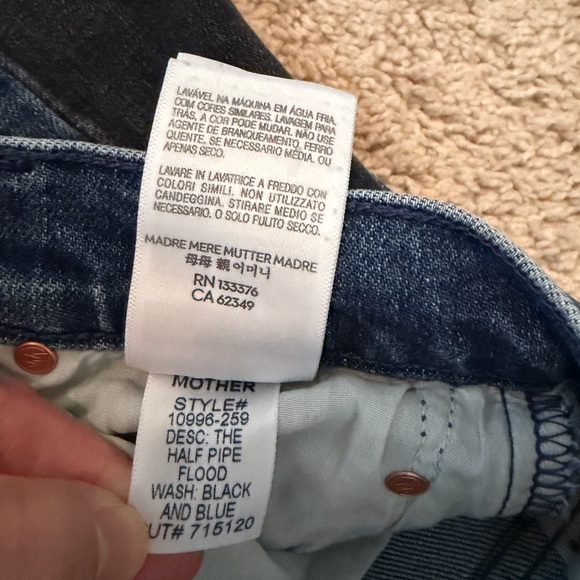 LAVÁVEL NA MÁQUINA EM ÁGUA FRIA,
COM CORES SIMILARES. LAVAGEM PARA
TRÁS, A COR PODE MUDAR. NÃO USE
AGENTE DE BRANQUEAMENTO, FERRO
QUENTE, SE NECESSÁRIO MÉDIA. OU
APENAS SECO.
LAVARE IN LAVATRICE A FREDDO CON
COLORI SIMILI. NON UTILIZZATO
CANDEGGINA. STIRARE MEDIO SE
NECESSARIO. O SOLO PULITO SECCO.
MADRE MERE MUTTER MADRE
母母 親 어머니
RN 133376
CA 62349
MOTHER
STYLE#
10996-259
DESC: THE
HALF PIPE
FLOOD
WASH: BLACK
AND BLUE
UT# 715120